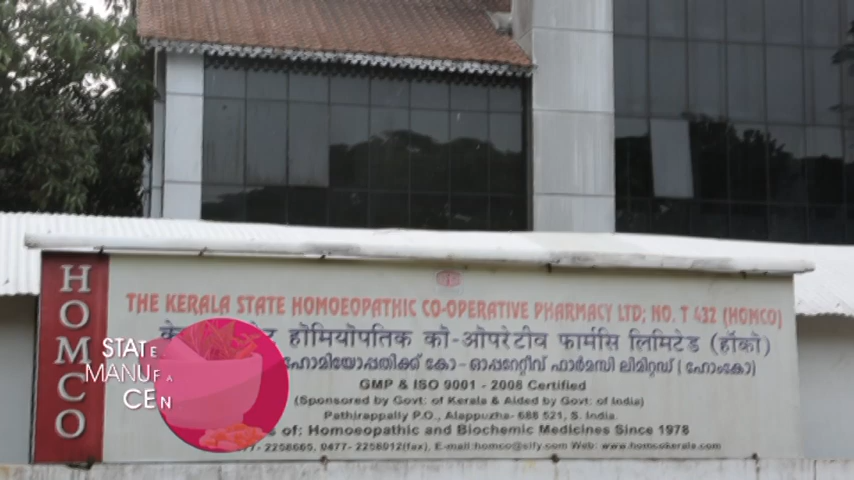 HOMCO
THE KERALA STATE HOMOEOPATHIC CO-OPERATIVE PHARMACY LTD; NO. T 432 (HOMCO)
होमियोपतिक को-ऑपरेटीव फार्मसि लिमिटेड (हॉको)
ഹോമിയോപ്പതിക്ക് കോ-ഓപ്പറേറ്റീവ് ഫാർമസി ലിമിറ്റഡ് (ഹോംകോ)
GMP & ISO 9001 - 2008 Certified
(Sponsored by Govt: of Kerala & Aided by Govt: of India)
Pathirappally P.O., Alappuzha- 688 521, S. India.
of: Homoeopathic and Biochemic Medicines Since 1978
2258665, 0477- 2258012(fax), E-mail:homco@sify.com Web: www.homcokerala.com
STATE
MANUFA
CEN